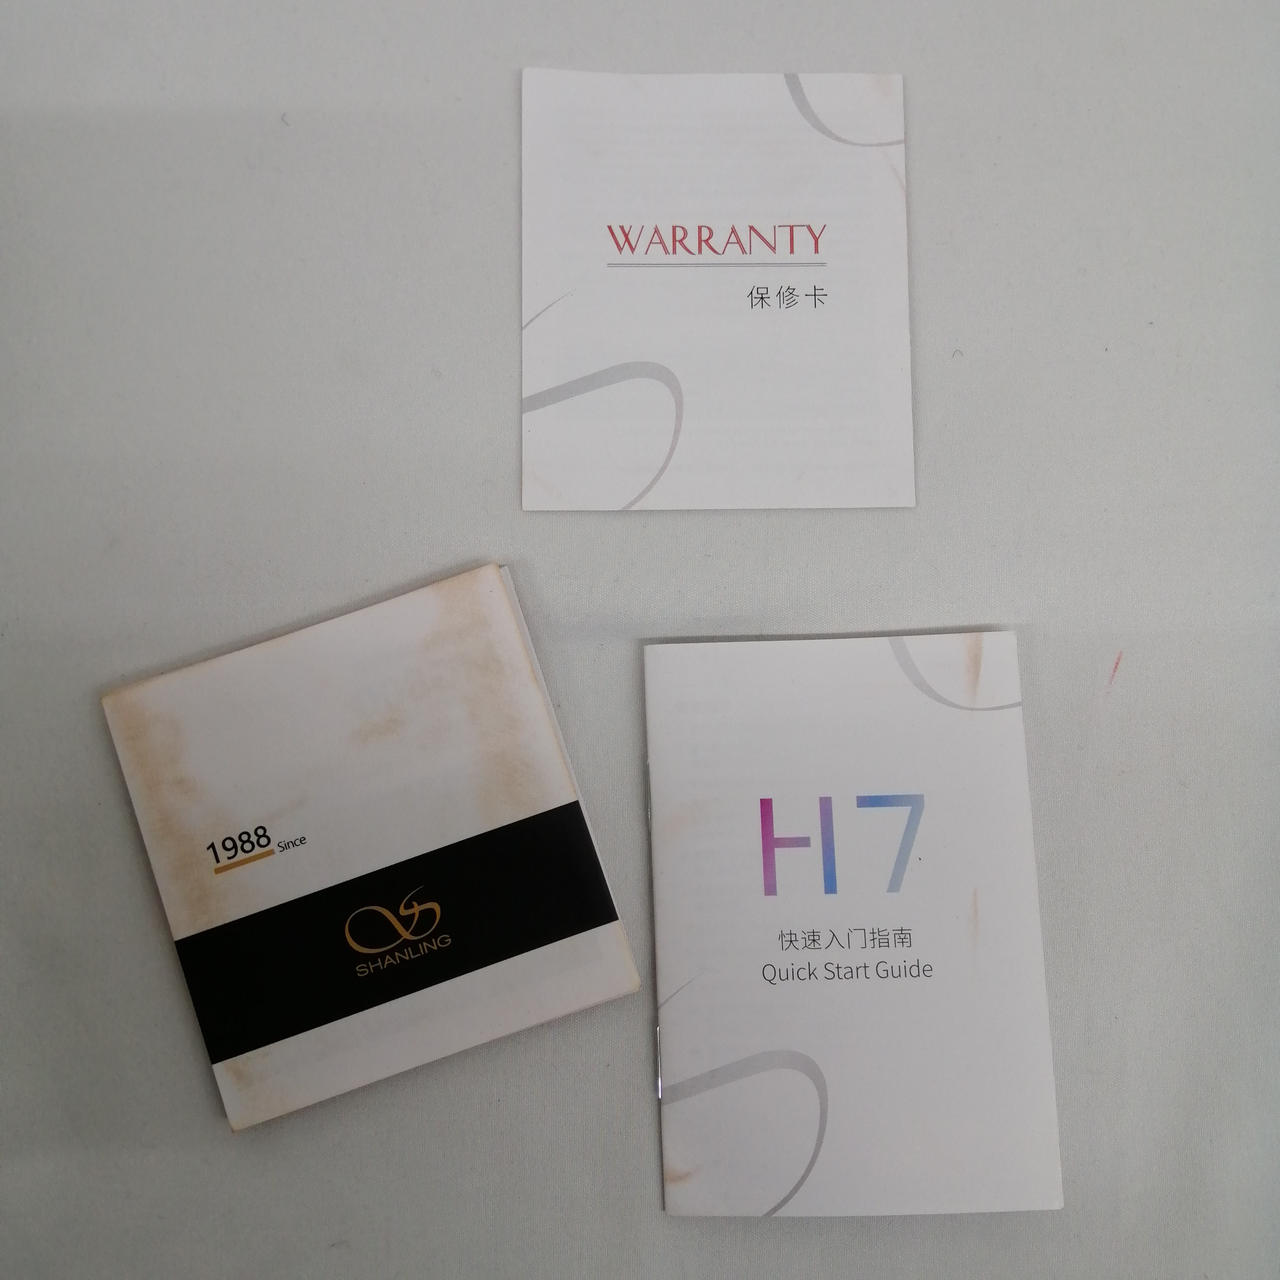 WARRANTY
保修卡
1988 Since
SHANLING
H7
快速入门指南
Quick Start Guide